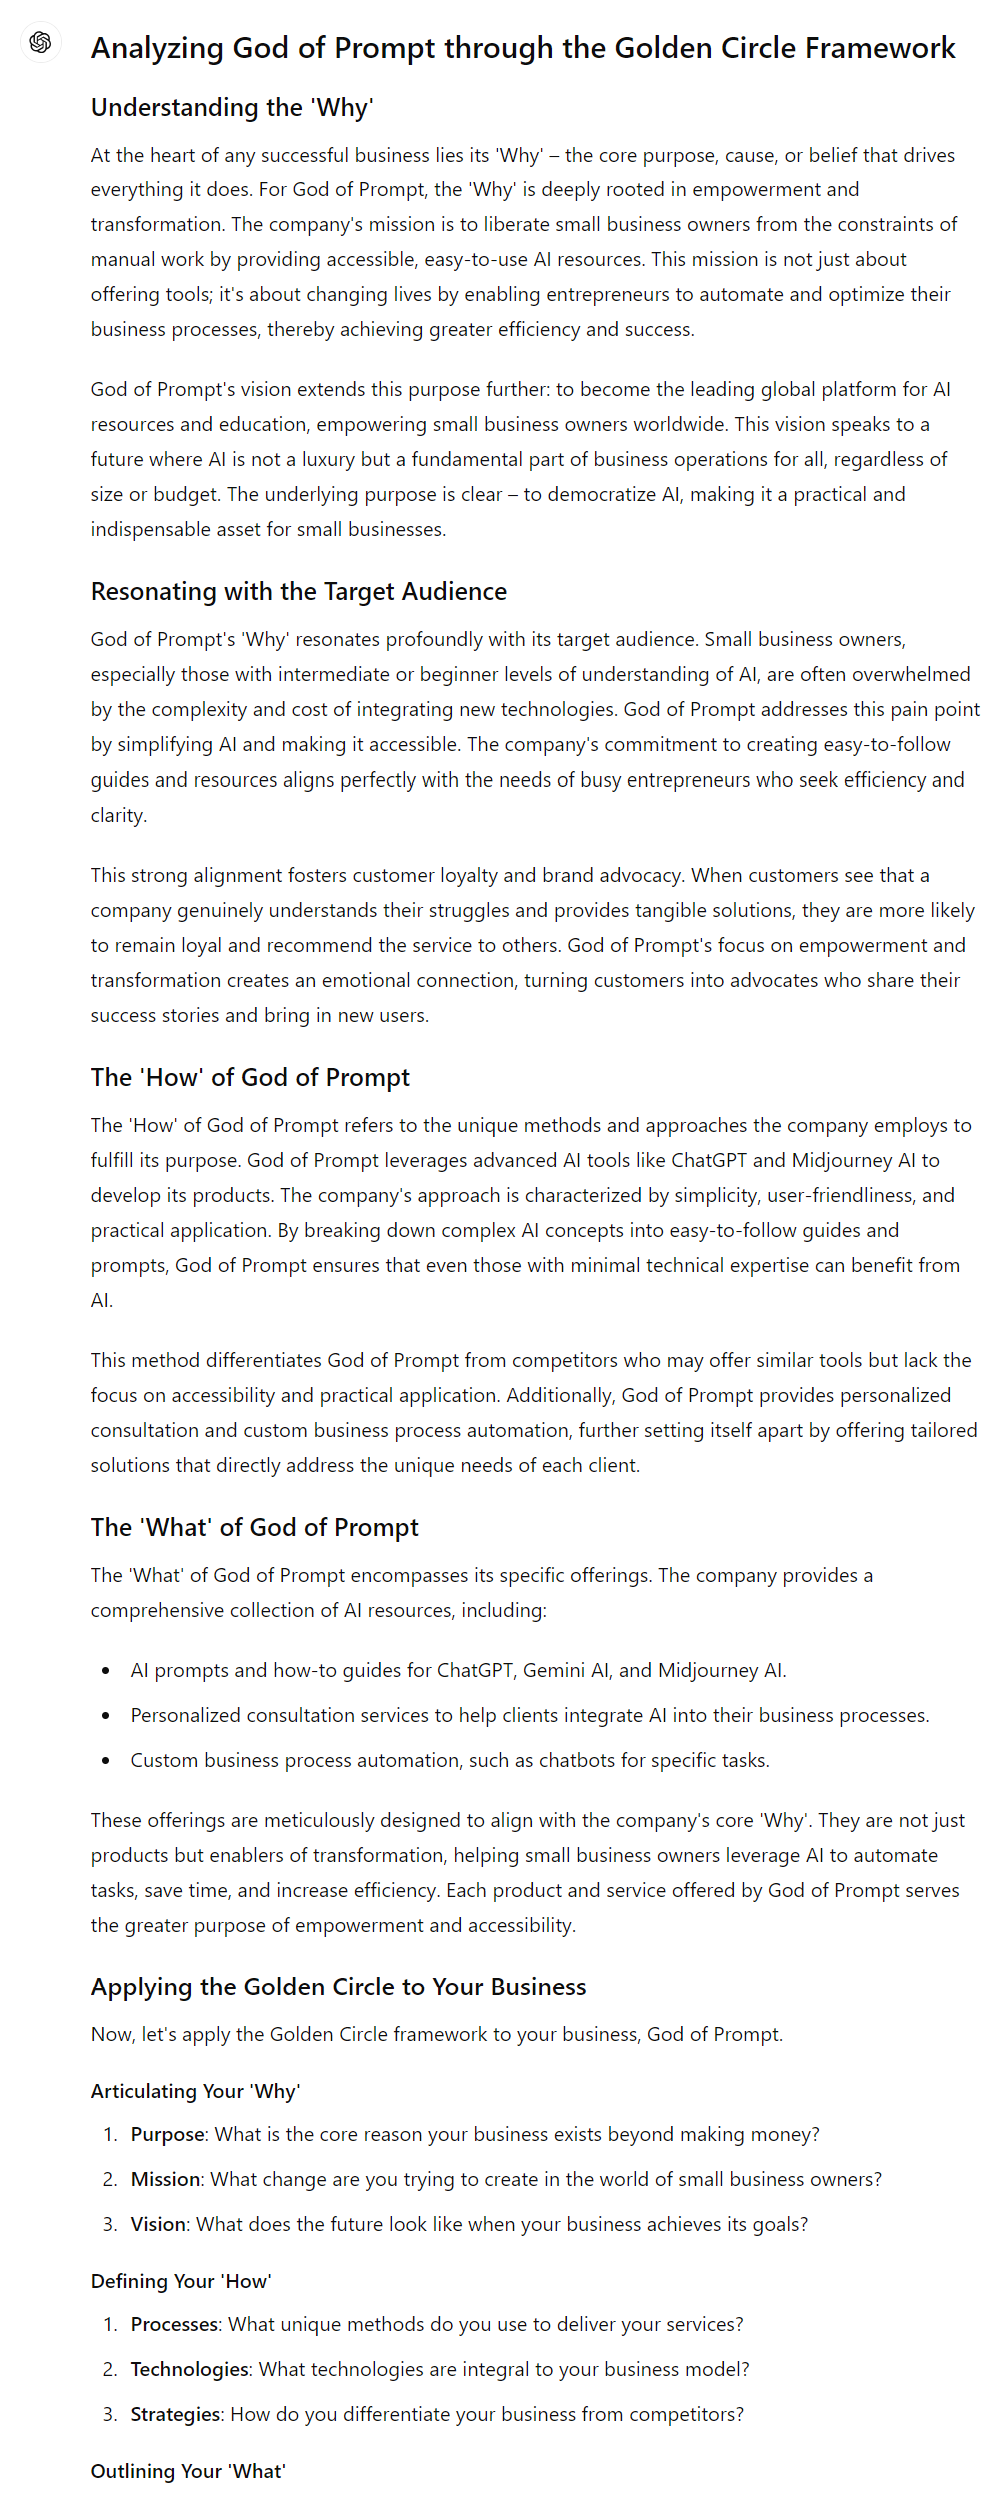 Analyzing God of Prompt through the Golden Circle Framework
Understanding the 'Why'
At the heart of any successful business lies its 'Why' – the core purpose, cause, or belief that drives
everything it does. For God of Prompt, the 'Why' is deeply rooted in empowerment and
transformation. The company's mission is to liberate small business owners from the constraints of
manual work by providing accessible, easy-to-use AI resources. This mission is not just about
offering tools; it's about changing lives by enabling entrepreneurs to automate and optimize their
business processes, thereby achieving greater efficiency and success.
God of Prompt's vision extends this purpose further: to become the leading global platform for AI
resources and education, empowering small business owners worldwide. This vision speaks to a
future where AI is not a luxury but a fundamental part of business operations for all, regardless of
size or budget. The underlying purpose is clear – to democratize AI, making it a practical and
indispensable asset for small businesses.
Resonating with the Target Audience
God of Prompt's 'Why' resonates profoundly with its target audience. Small business owners,
especially those with intermediate or beginner levels of understanding of AI, are often overwhelmed
by the complexity and cost of integrating new technologies. God of Prompt addresses this pain point
by simplifying AI and making it accessible. The company's commitment to creating easy-to-follow
guides and resources aligns perfectly with the needs of busy entrepreneurs who seek efficiency and
clarity.
This strong alignment fosters customer loyalty and brand advocacy. When customers see that a
company genuinely understands their struggles and provides tangible solutions, they are more likely
to remain loyal and recommend the service to others. God of Prompt's focus on empowerment and
transformation creates an emotional connection, turning customers into advocates who share their
success stories and bring in new users.
The 'How' of God of Prompt
The 'How' of God of Prompt refers to the unique methods and approaches the company employs to
fulfill its purpose. God of Prompt leverages advanced AI tools like ChatGPT and Midjourney AI to
develop its products. The company's approach is characterized by simplicity, user-friendliness, and
practical application. By breaking down complex AI concepts into easy-to-follow guides and
prompts, God of Prompt ensures that even those with minimal technical expertise can benefit from
AI.
This method differentiates God of Prompt from competitors who may offer similar tools but lack the
focus on accessibility and practical application. Additionally, God of Prompt provides personalized
consultation and custom business process automation, further setting itself apart by offering tailored
solutions that directly address the unique needs of each client.
The 'What' of God of Prompt
The 'What' of God of Prompt encompasses its specific offerings. The company provides a
comprehensive collection of AI resources, including:
• AI prompts and how-to guides for ChatGPT, Gemini AI, and Midjourney AI.
• Personalized consultation services to help clients integrate AI into their business processes.
• Custom business process automation, such as chatbots for specific tasks.
These offerings are meticulously designed to align with the company's core 'Why'. They are not just
products but enablers of transformation, helping small business owners leverage AI to automate
tasks, save time, and increase efficiency. Each product and service offered by God of Prompt serves
the greater purpose of empowerment and accessibility.
Applying the Golden Circle to Your Business
Now, let's apply the Golden Circle framework to your business, God of Prompt.
Articulating Your 'Why'
1. Purpose: What is the core reason your business exists beyond making money?
2. Mission: What change are you trying to create in the world of small business owners?
3. Vision: What does the future look like when your business achieves its goals?
Defining Your 'How'
1. Processes: What unique methods do you use to deliver your services?
2. Technologies: What technologies are integral to your business model?
3. Strategies: How do you differentiate your business from competitors?
Outlining Your 'What'